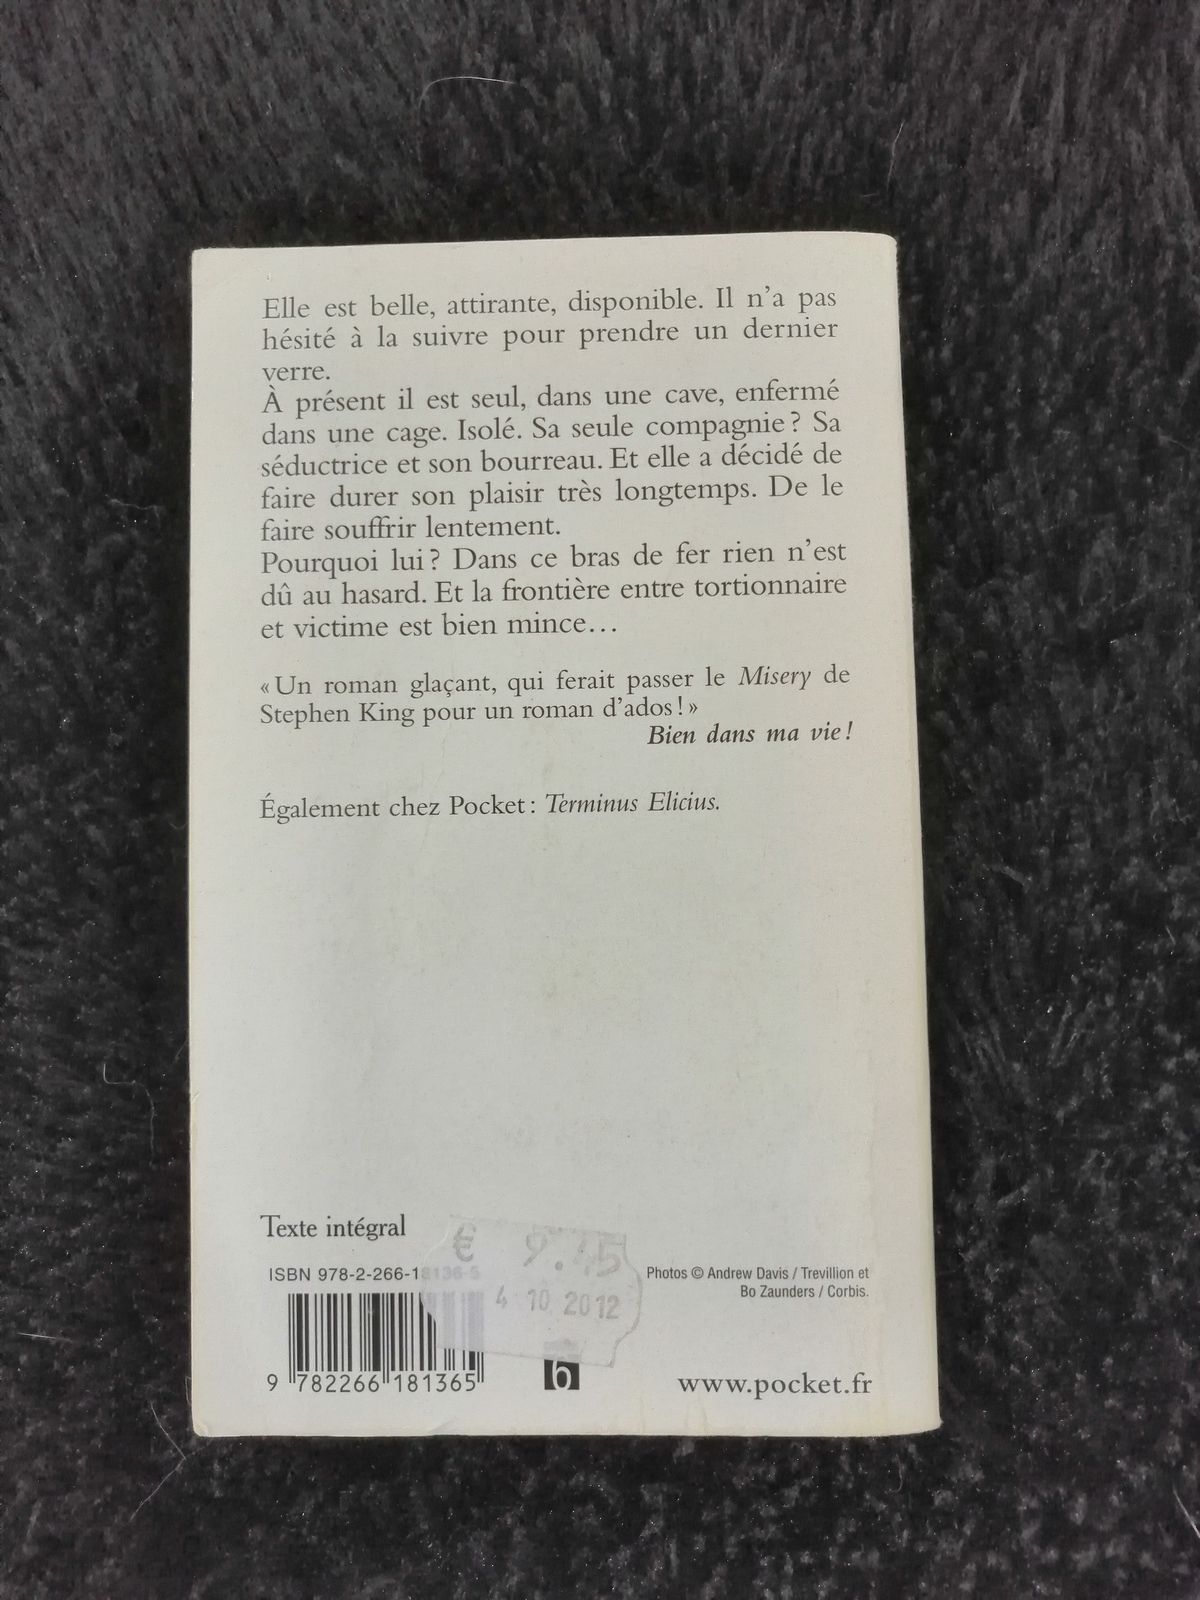 Elle est belle, attirante, disponible. Il n'a pas
hésité à la suivre pour prendre un dernier
verre.
À présent il est seul, dans une cave, enfermé
dans une cage. Isolé. Sa seule compagnie ? Sa
séductrice et son bourreau. Et elle a décidé de
faire durer son plaisir très longtemps. De le
faire souffrir lentement.
Pourquoi lui ? Dans ce bras de fer rien n'est
dû au hasard. Et la frontière entre tortionnaire
et victime est bien mince…
« Un roman glaçant, qui ferait passer le Misery de
Stephen King pour un roman d'ados ! »
Bien dans ma vie !
Également chez Pocket : Terminus Elicius.
Texte intégral
€ 9.45
ISBN 978-2-266-18136-5
4 10 2012
Photos © Andrew Davis / Trevillion et
Bo Zaunders / Corbis.
9 782266 181365
6
www.pocket.fr